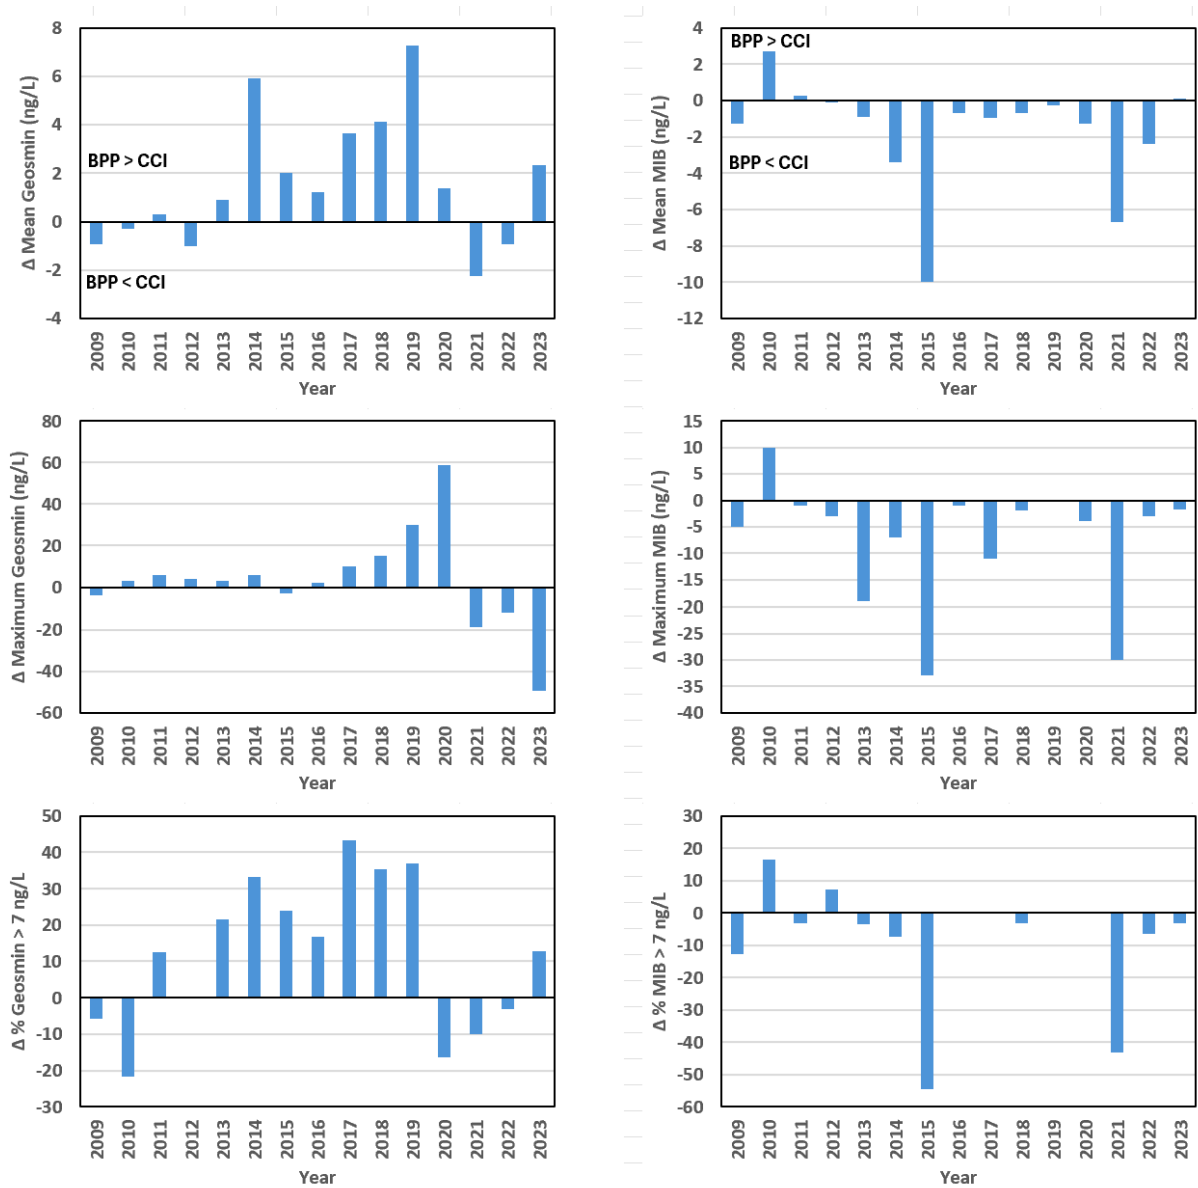 Δ Mean Geosmin (ng/L)
8
6
4
2
0
-2
-4
BPP > CCI
BPP < CCI
2009 2010 2011 2012 2013 2014 2015 2016 2017 2018 2019 2020 2021 2022 2023
Year
Δ Mean MIB (ng/L)
4
2
0
-2
-4
-6
-8
-10
-12
BPP > CCI
BPP < CCI
2009 2010 2011 2012 2013 2014 2015 2016 2017 2018 2019 2020 2021 2022 2023
Year
Δ Maximum Geosmin (ng/L)
80
60
40
20
0
-20
-40
-60
2009 2010 2011 2012 2013 2014 2015 2016 2017 2018 2019 2020 2021 2022 2023
Year
Δ Maximum MIB (ng/L)
15
10
5
0
-5
-10
-15
-20
-25
-30
-35
-40
2009 2010 2011 2012 2013 2014 2015 2016 2017 2018 2019 2020 2021 2022 2023
Year
Δ % Geosmin > 7 ng/L
50
40
30
20
10
0
-10
-20
-30
2009 2010 2011 2012 2013 2014 2015 2016 2017 2018 2019 2020 2021 2022 2023
Year
Δ % MIB > 7 ng/L
30
20
10
0
-10
-20
-30
-40
-50
-60
2009 2010 2011 2012 2013 2014 2015 2016 2017 2018 2019 2020 2021 2022 2023
Year